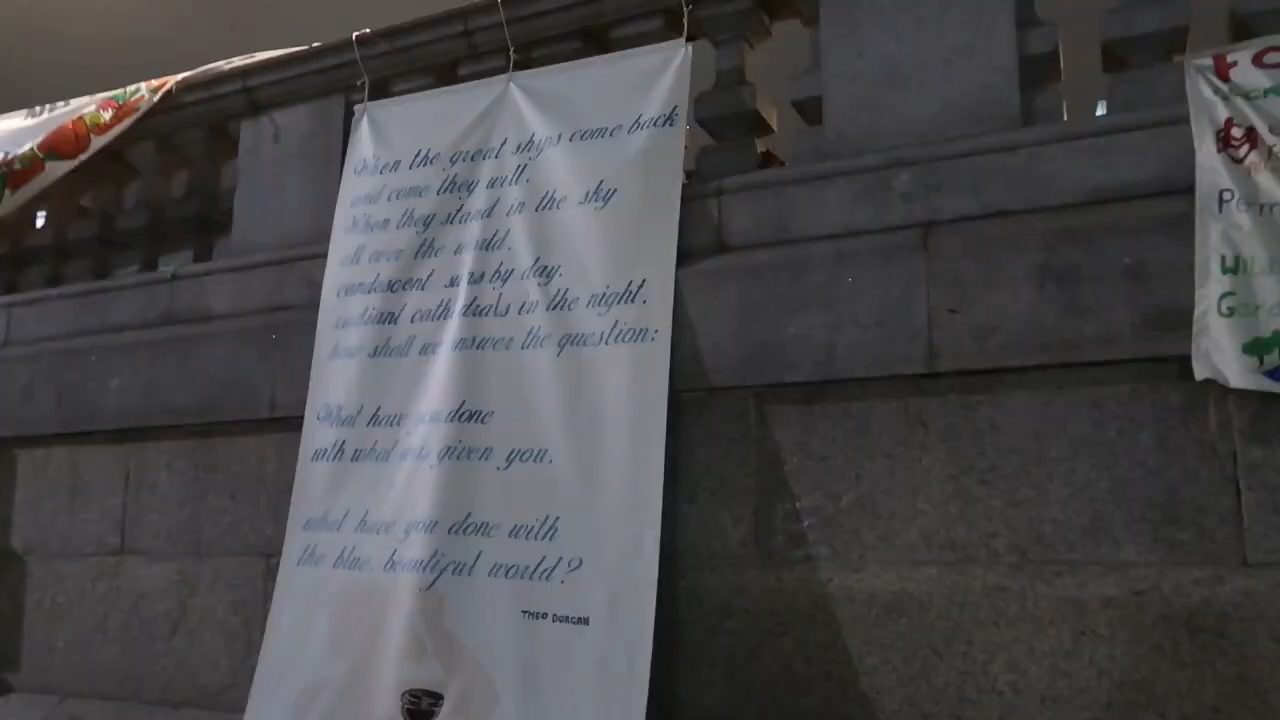 When the great ships come back
and come they will,
When they stand in the sky
all over the world,
candescent suns by day,
radiant cathedrals in the night,
how shall we answer the question:
What have you done
with what was given you,
what have you done with
the blue, beautiful world?
THEO DORGAN